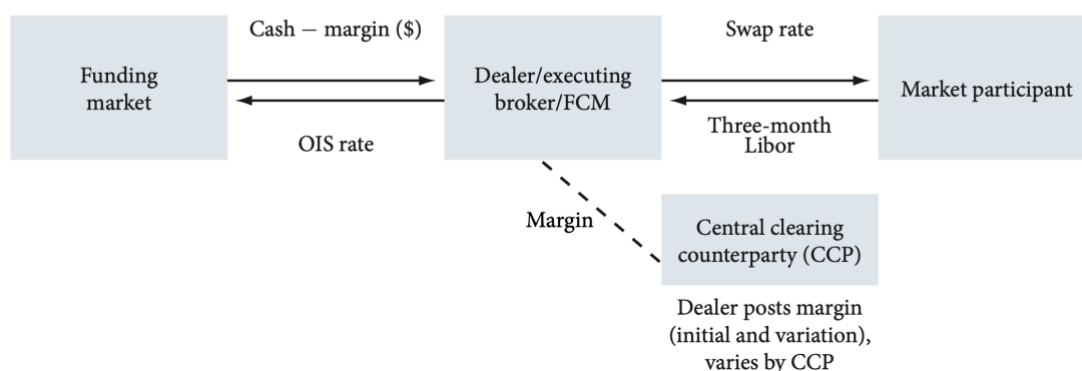 Cash – margin ($)
Swap rate
Funding
market
Dealer/executing
broker/FCM
Market participant
OIS rate
Three-month
Libor
Margin
Central clearing
counterparty (CCP)
Dealer posts margin
(initial and variation),
varies by CCP